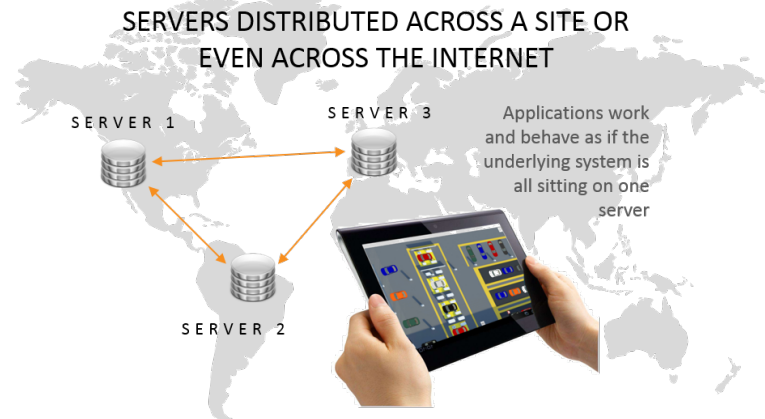 SERVERS DISTRIBUTED ACROSS A SITE OR
EVEN ACROSS THE INTERNET
SERVER 1
SERVER 3
Applications work
and behave as if the
underlying system is
all sitting on one
server
SERVER 2